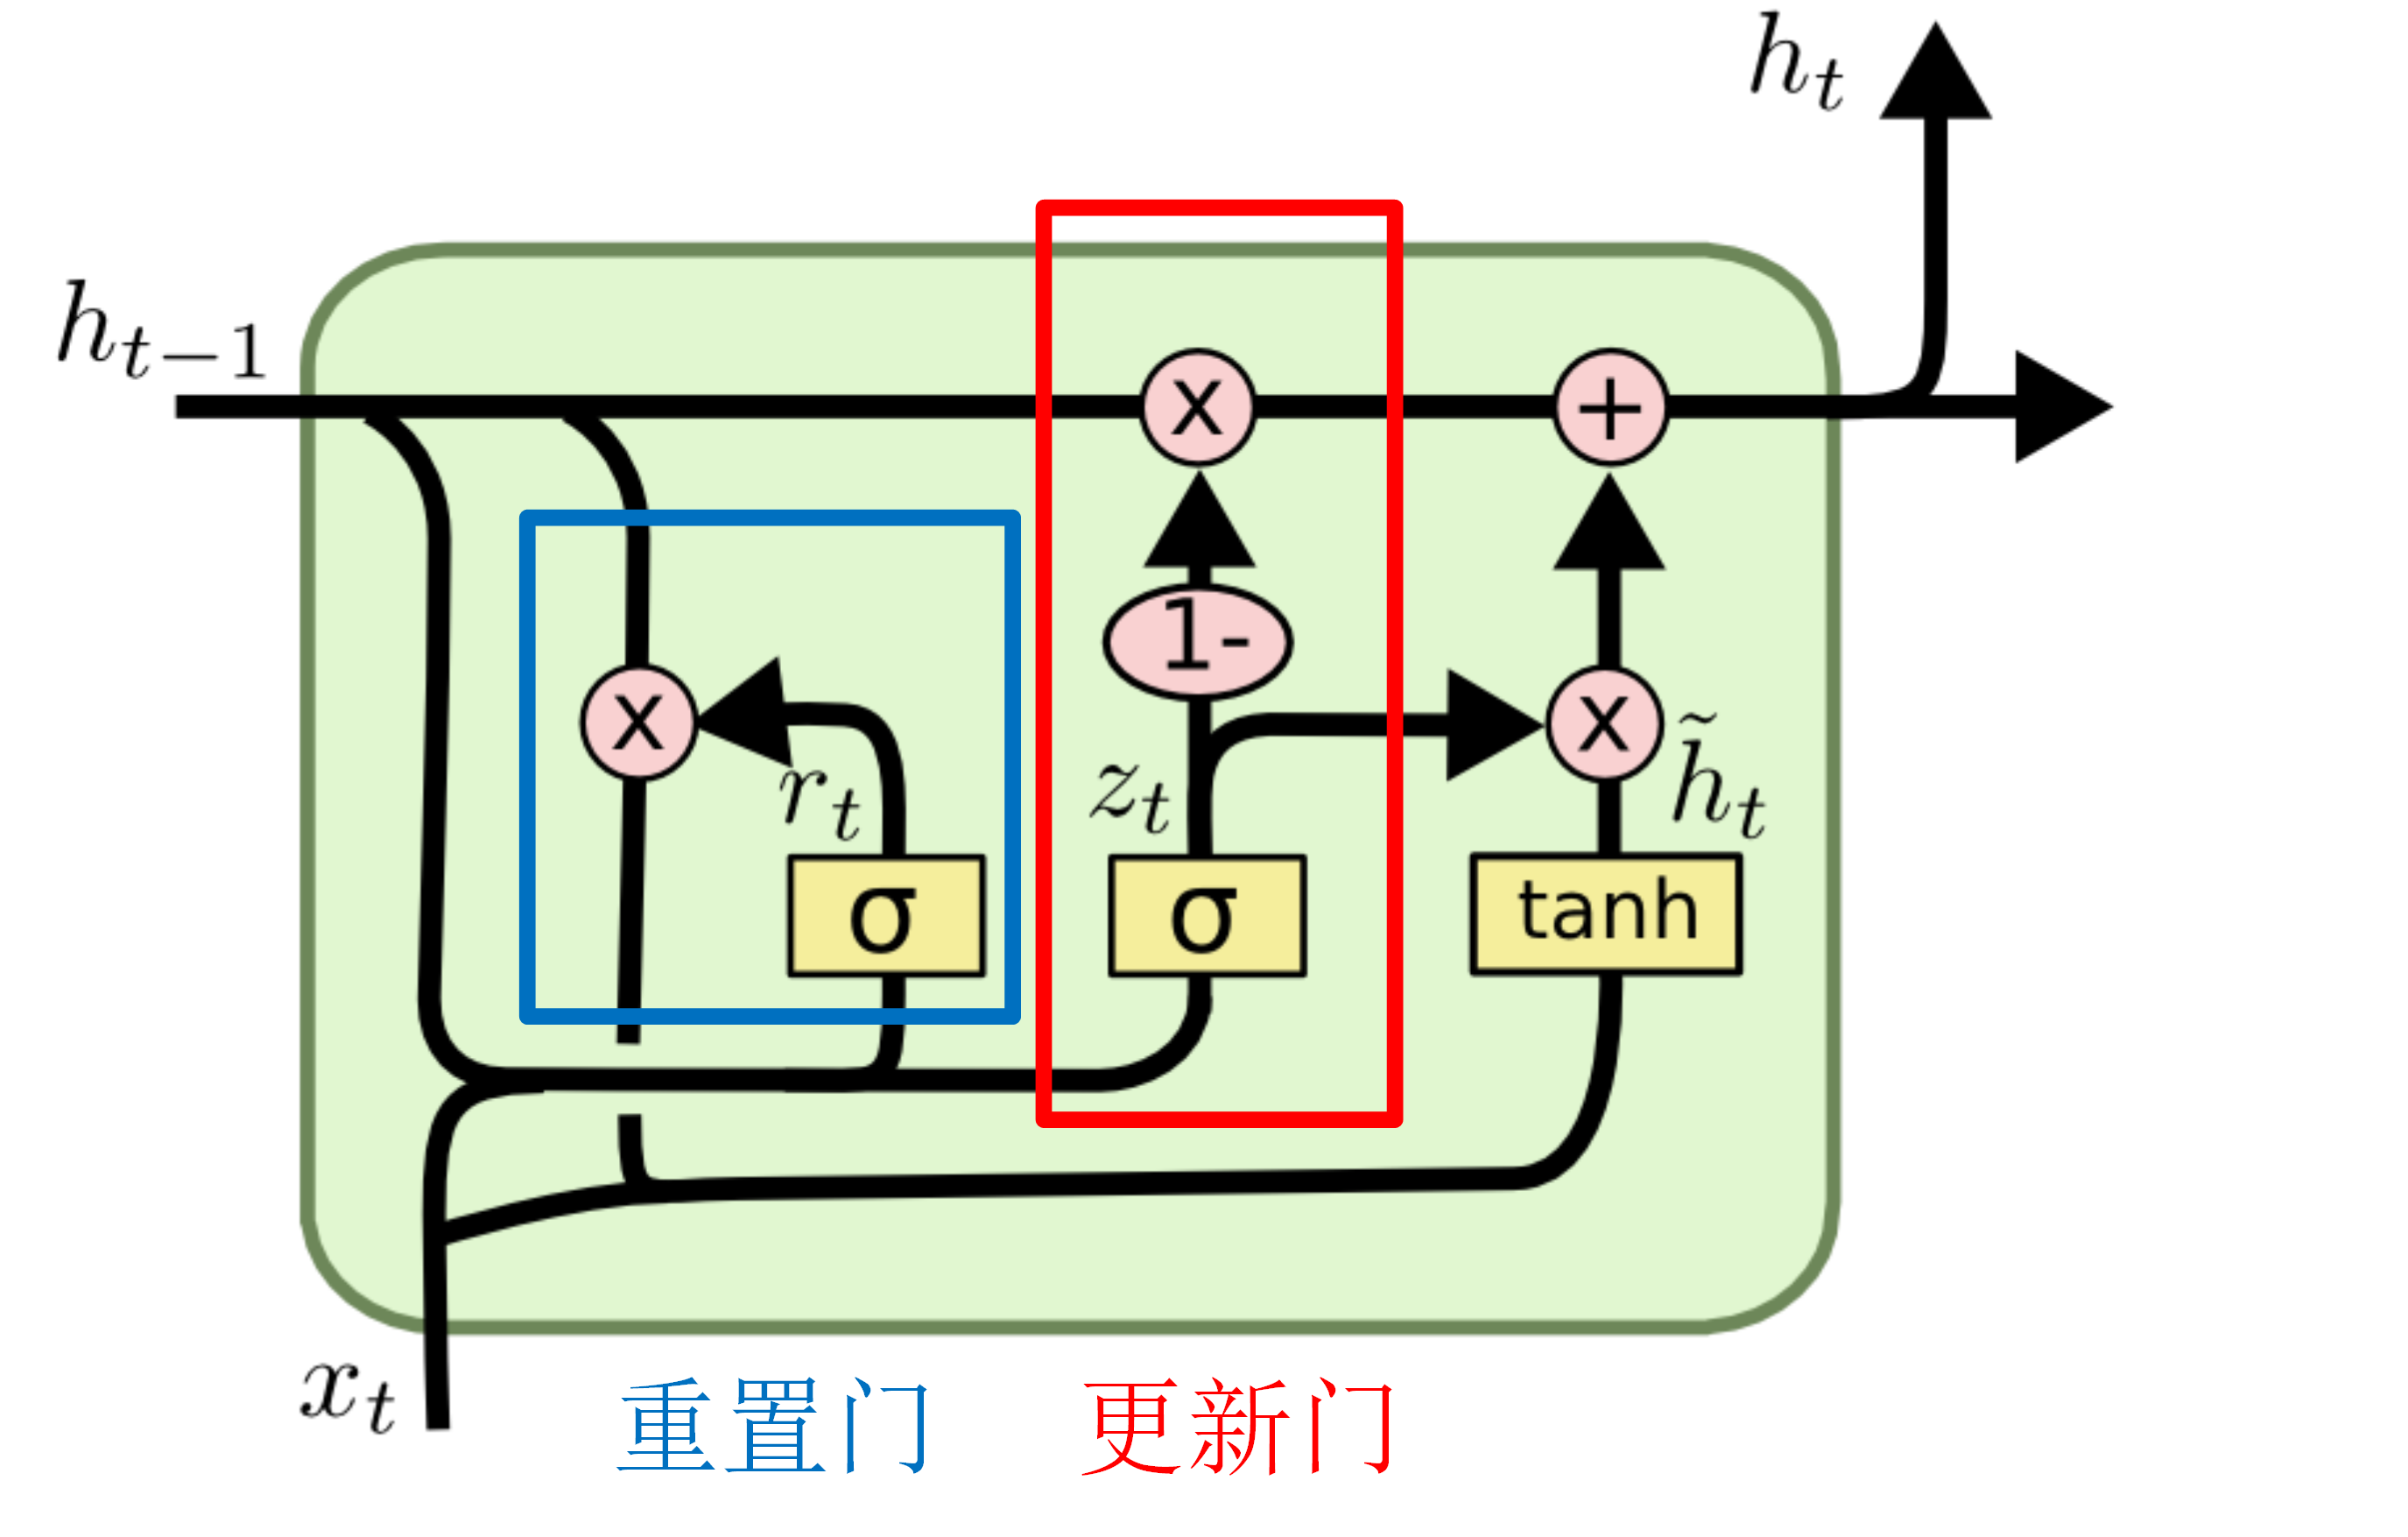 h_t
h_{t-1}
x +
1-
x x
r_t z_t \tilde{h}_t
σ σ tanh
x_t
重置门 更新门